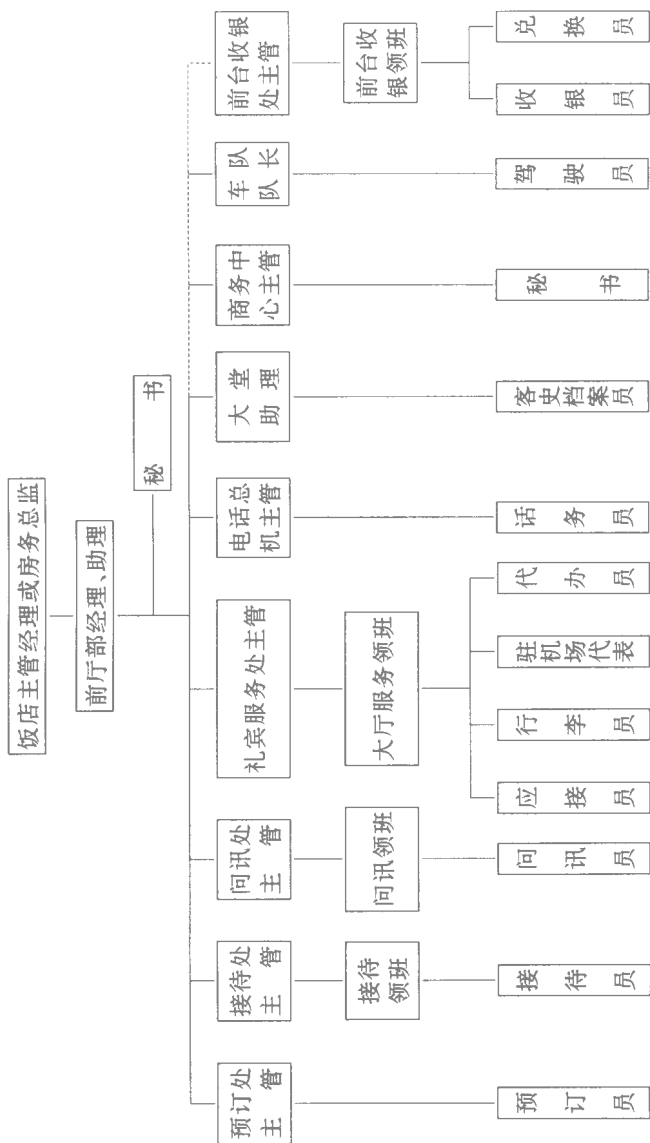 饭店主管经理或房务总监
前厅部经理、助理
秘书
预订处
主管
接待处
主管
问讯处
主管
礼宾服务处主管
电话总
机主管
大堂
助理
商务中
心主管
车队
队长
前台收银
处主管
接待
领班
问讯领班
大厅服务领班
前台收
银领班
预订员
接待员
问讯员
应接员
行李员
驻机场代表
代办员
话务员
客史档案员
秘书
驾驶员
收银员
兑换员